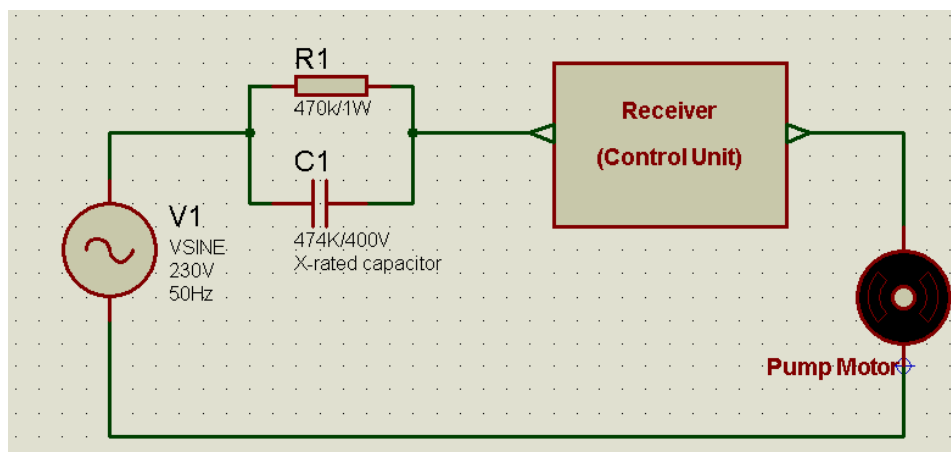 R1
470k/1W
C1
474K/400V
X-rated capacitor
V1
VSINE
230V
50Hz
Receiver
(Control Unit)
Pump Motor